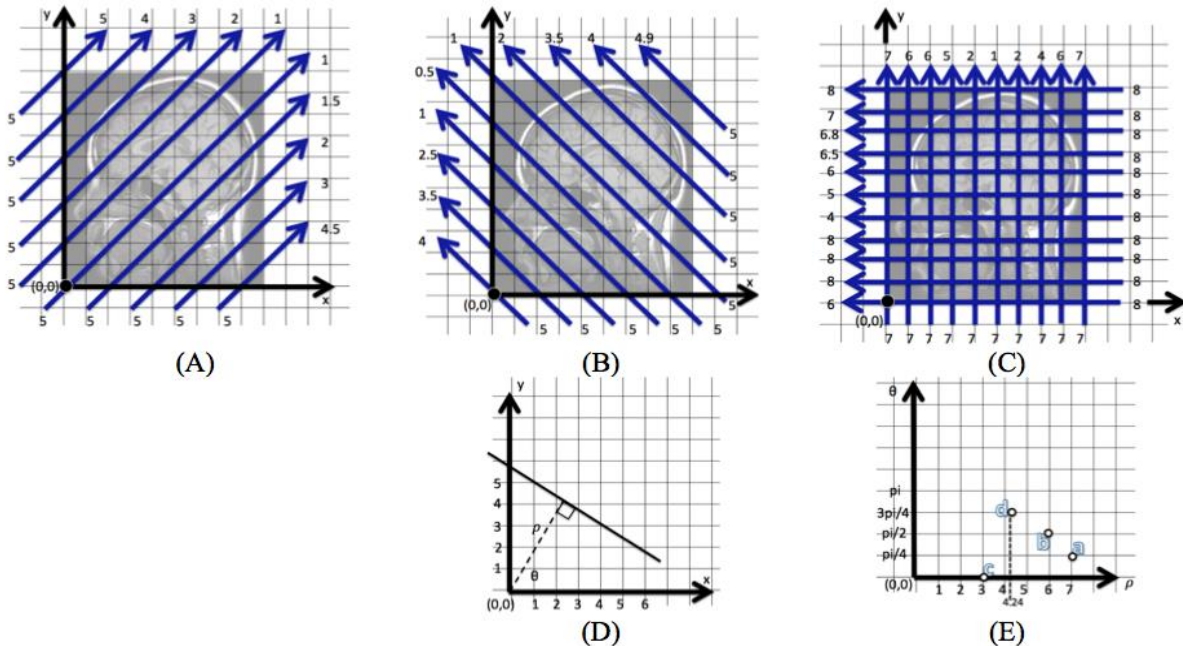 y 5 4 3 2 1
1
1.5
2
3
4.5
5
5
5
5
5
(0,0)
x
5 5 5 5 5
(A)
y
1 2 3.5 4 4.9
0.5
1
2.5
3.5
4
5
5
5
5
5
x
(0,0)
5 5 5 5 5
(B)
y
7 6 6 5 2 1 2 4 6 7
8 8
7 8
6.8 8
6.5 8
6 8
5 8
4 8
8 8
8 8
8 8
6 8
(0,0)
x
7 7 7 7 7 7 7 7 7 7
(C)
y
5
4
3
2
1
ρ
θ
x
(0,0) 1 2 3 4 5 6
(D)
θ
pi
3pi/4
pi/2
pi/4
d
b
a
c
(0,0) 1 2 3 4 5 6 7 ρ
4.24
(E)